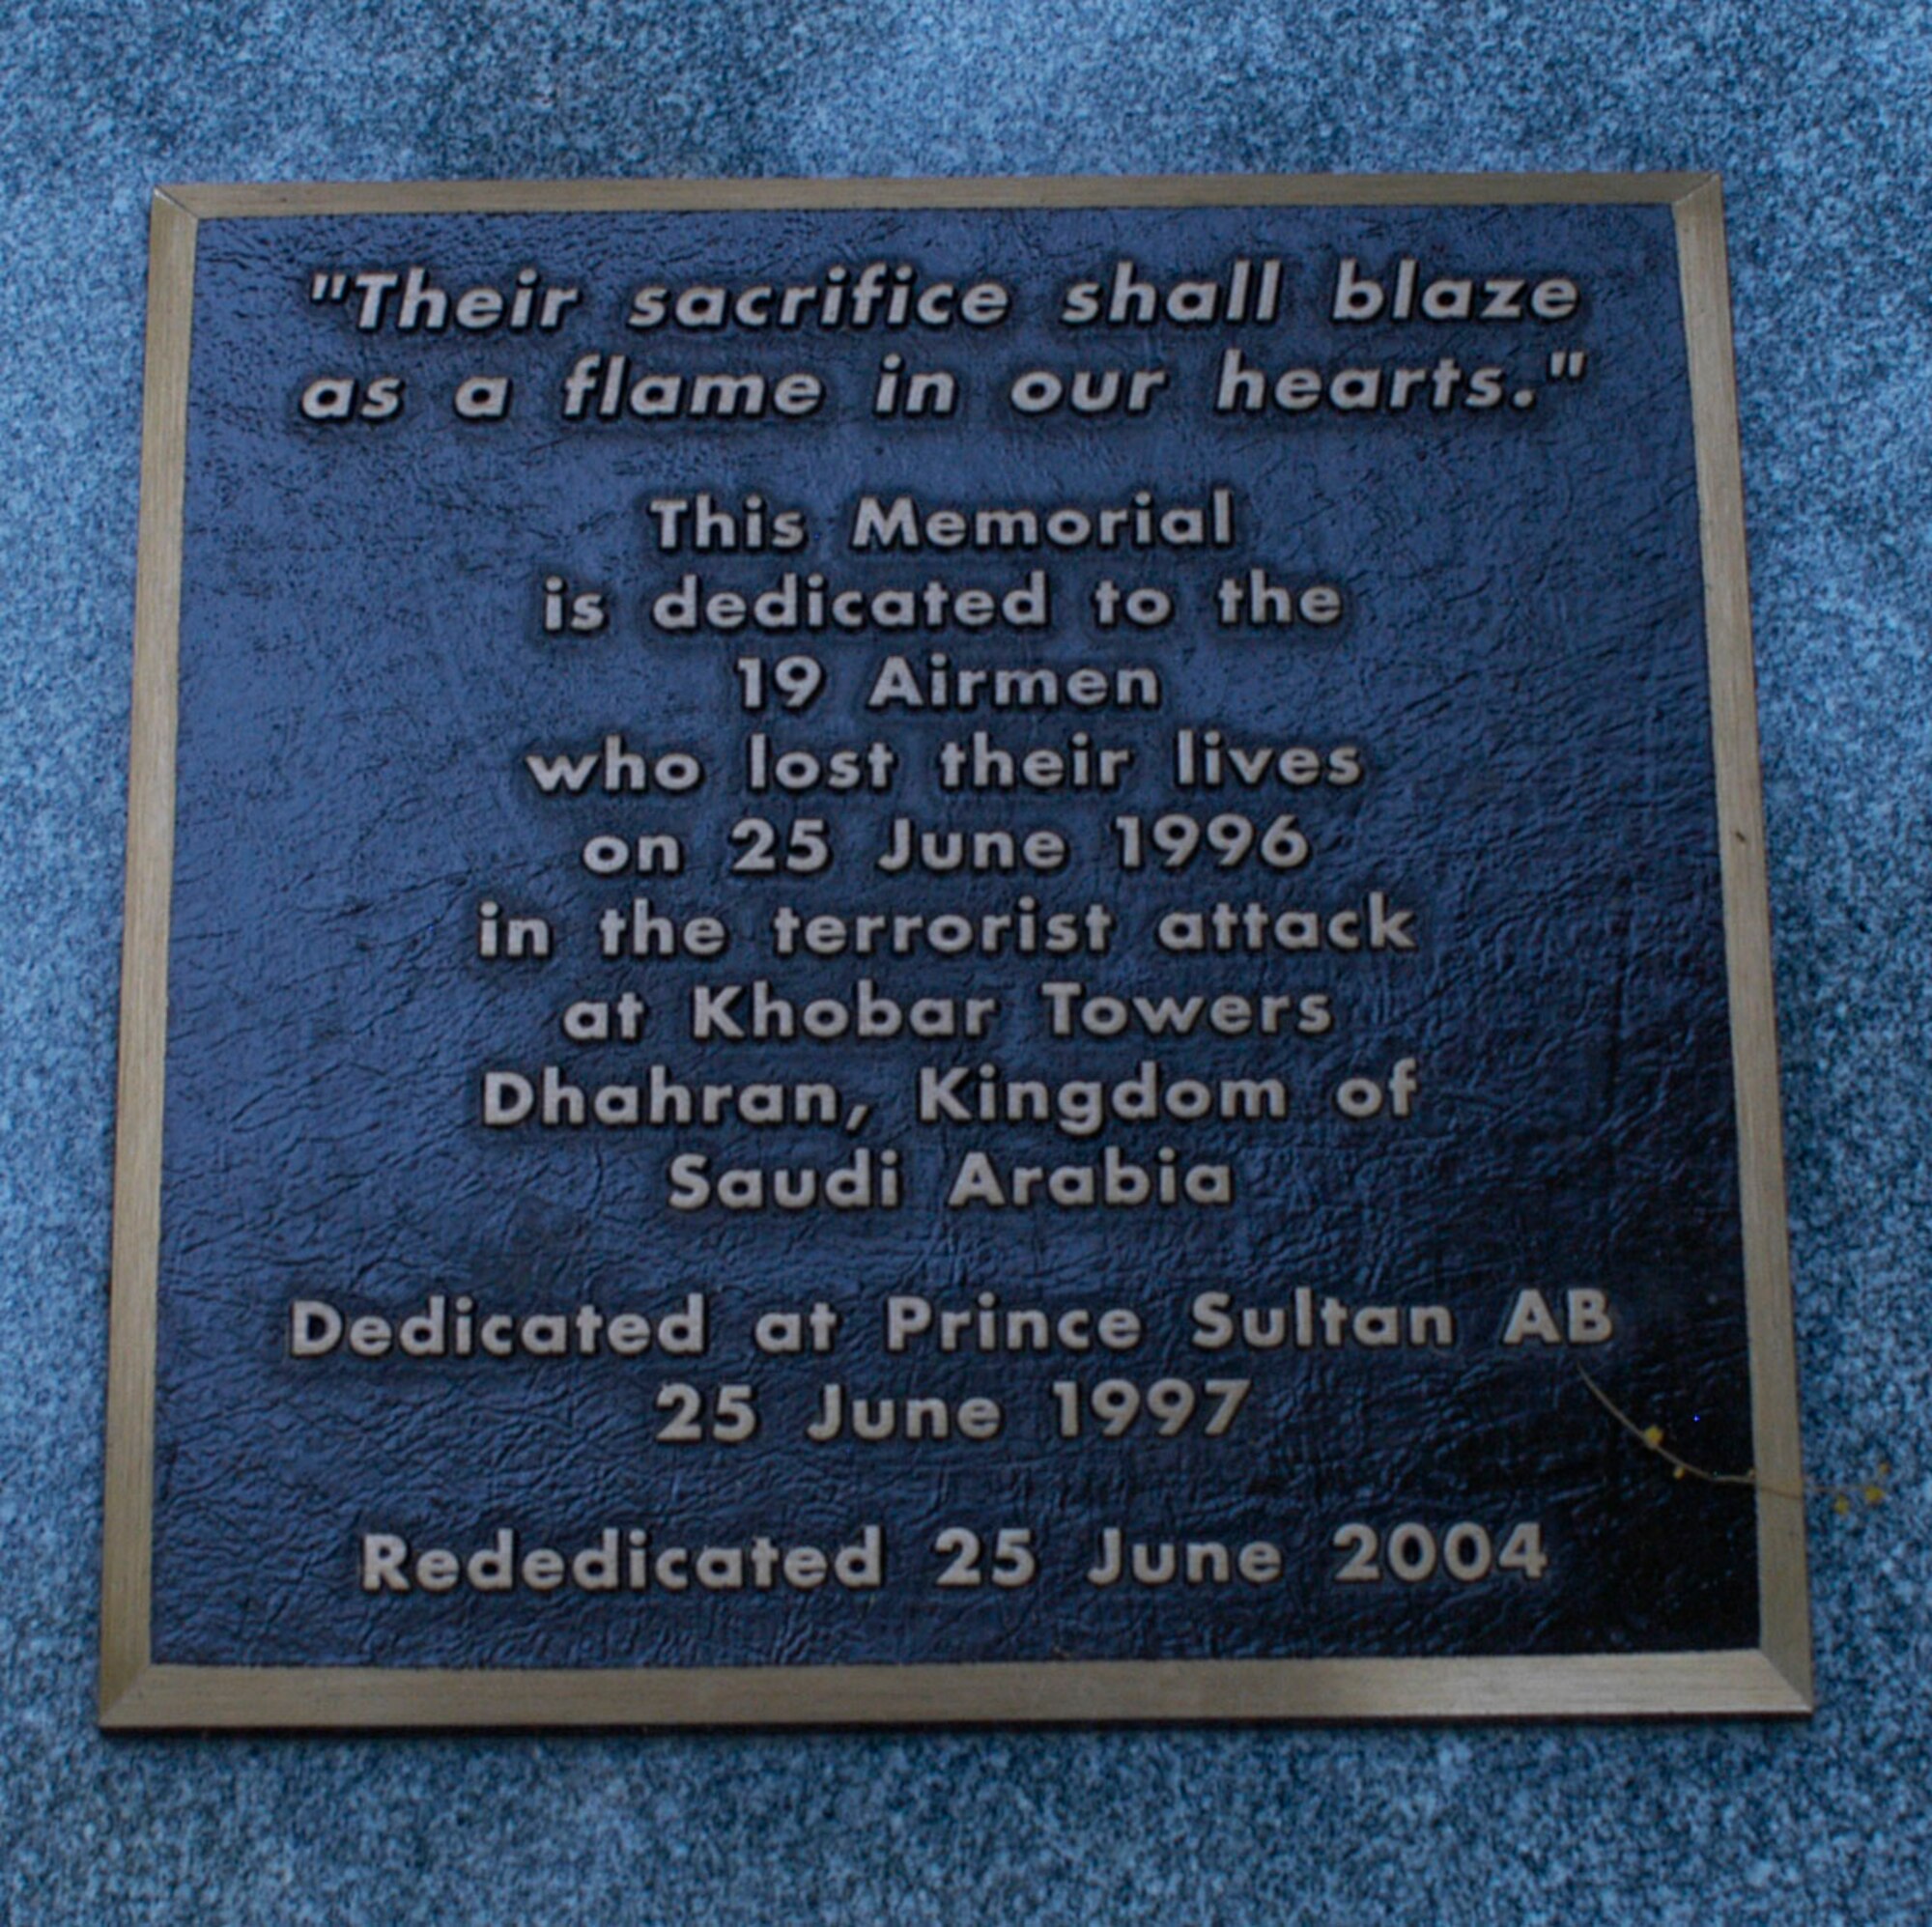 "Their sacrifice shall blaze
as a flame in our hearts."
This Memorial
is dedicated to the
19 Airmen
who lost their lives
on 25 June 1996
in the terrorist attack
at Khobar Towers
Dhahran, Kingdom of
Saudi Arabia
Dedicated at Prince Sultan AB
25 June 1997
Rededicated 25 June 2004